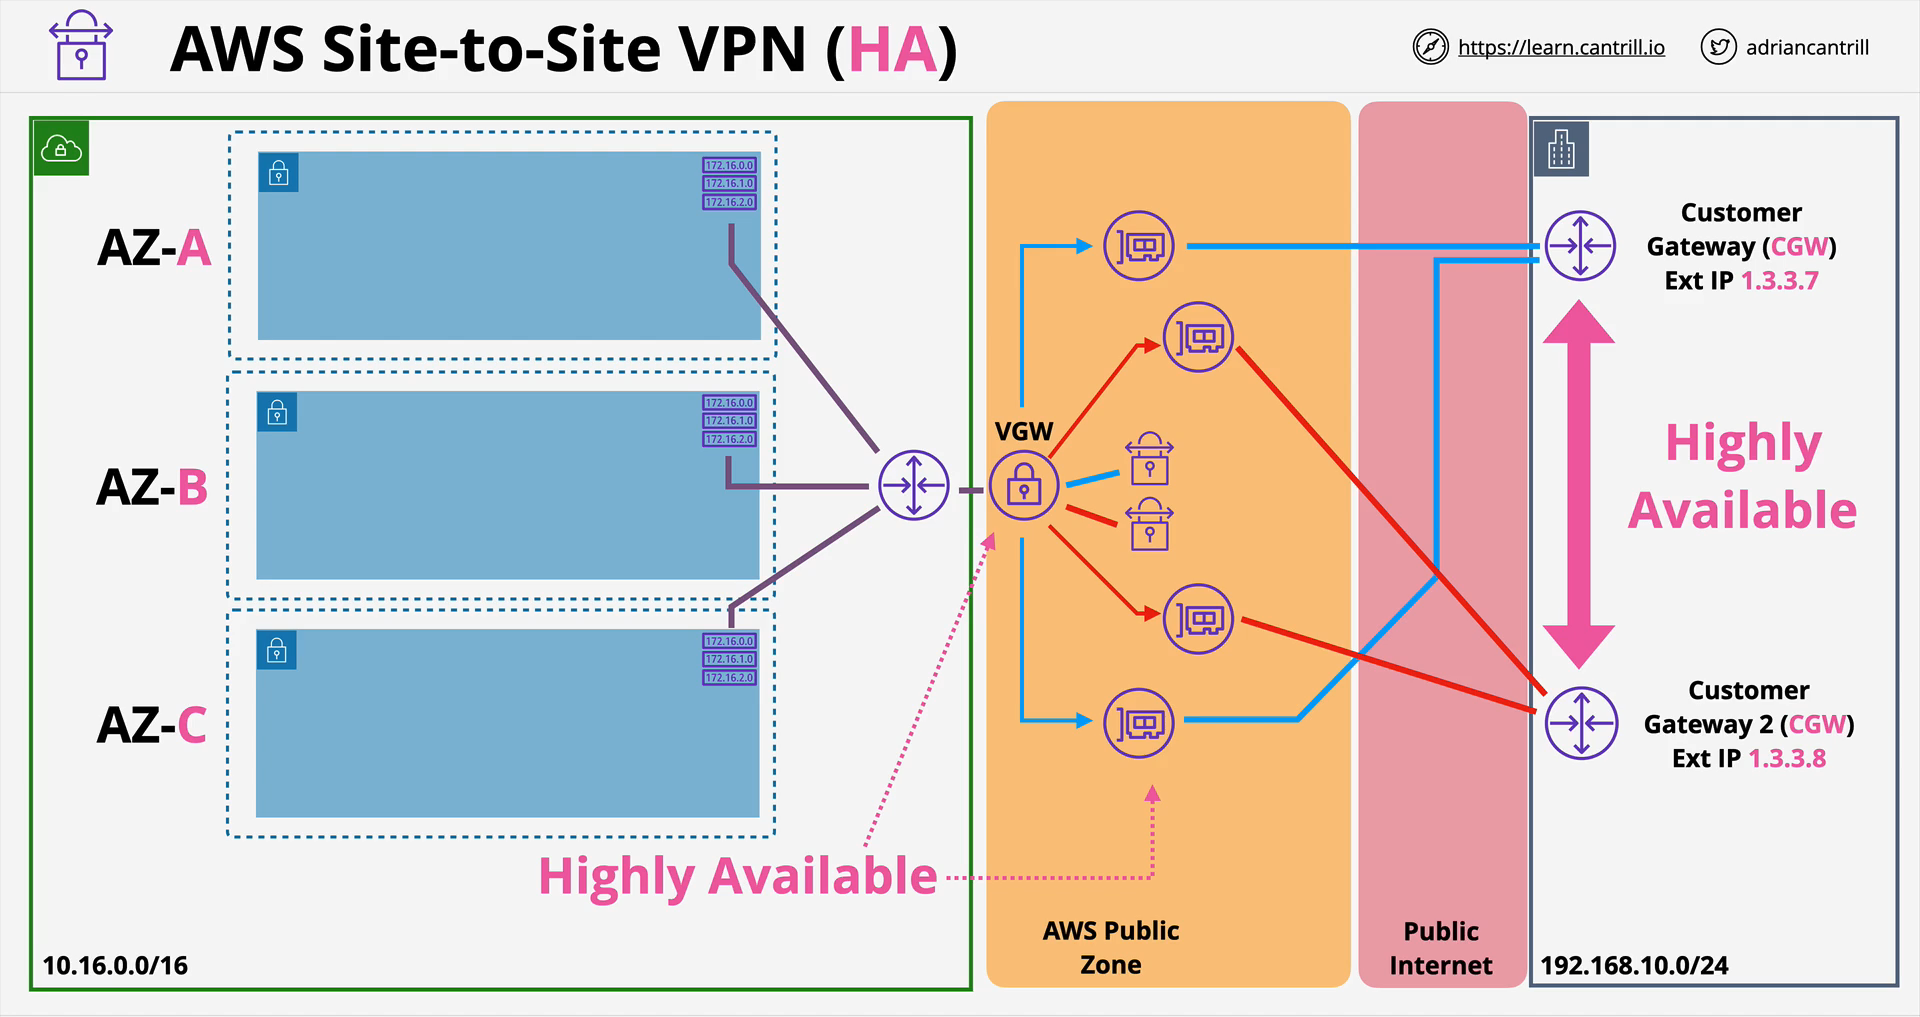 AWS Site-to-Site VPN (HA)
https://learn.cantrill.io
adriancantrill
172.16.0.0
172.16.1.0
172.16.2.0
AZ-A
172.16.0.0
172.16.1.0
172.16.2.0
AZ-B
172.16.0.0
172.16.1.0
172.16.2.0
AZ-C
VGW
Customer
Gateway (CGW)
Ext IP 1.3.3.7
Highly
Available
Customer
Gateway 2 (CGW)
Ext IP 1.3.3.8
Highly Available
10.16.0.0/16
AWS Public
Zone
Public
Internet
192.168.10.0/24